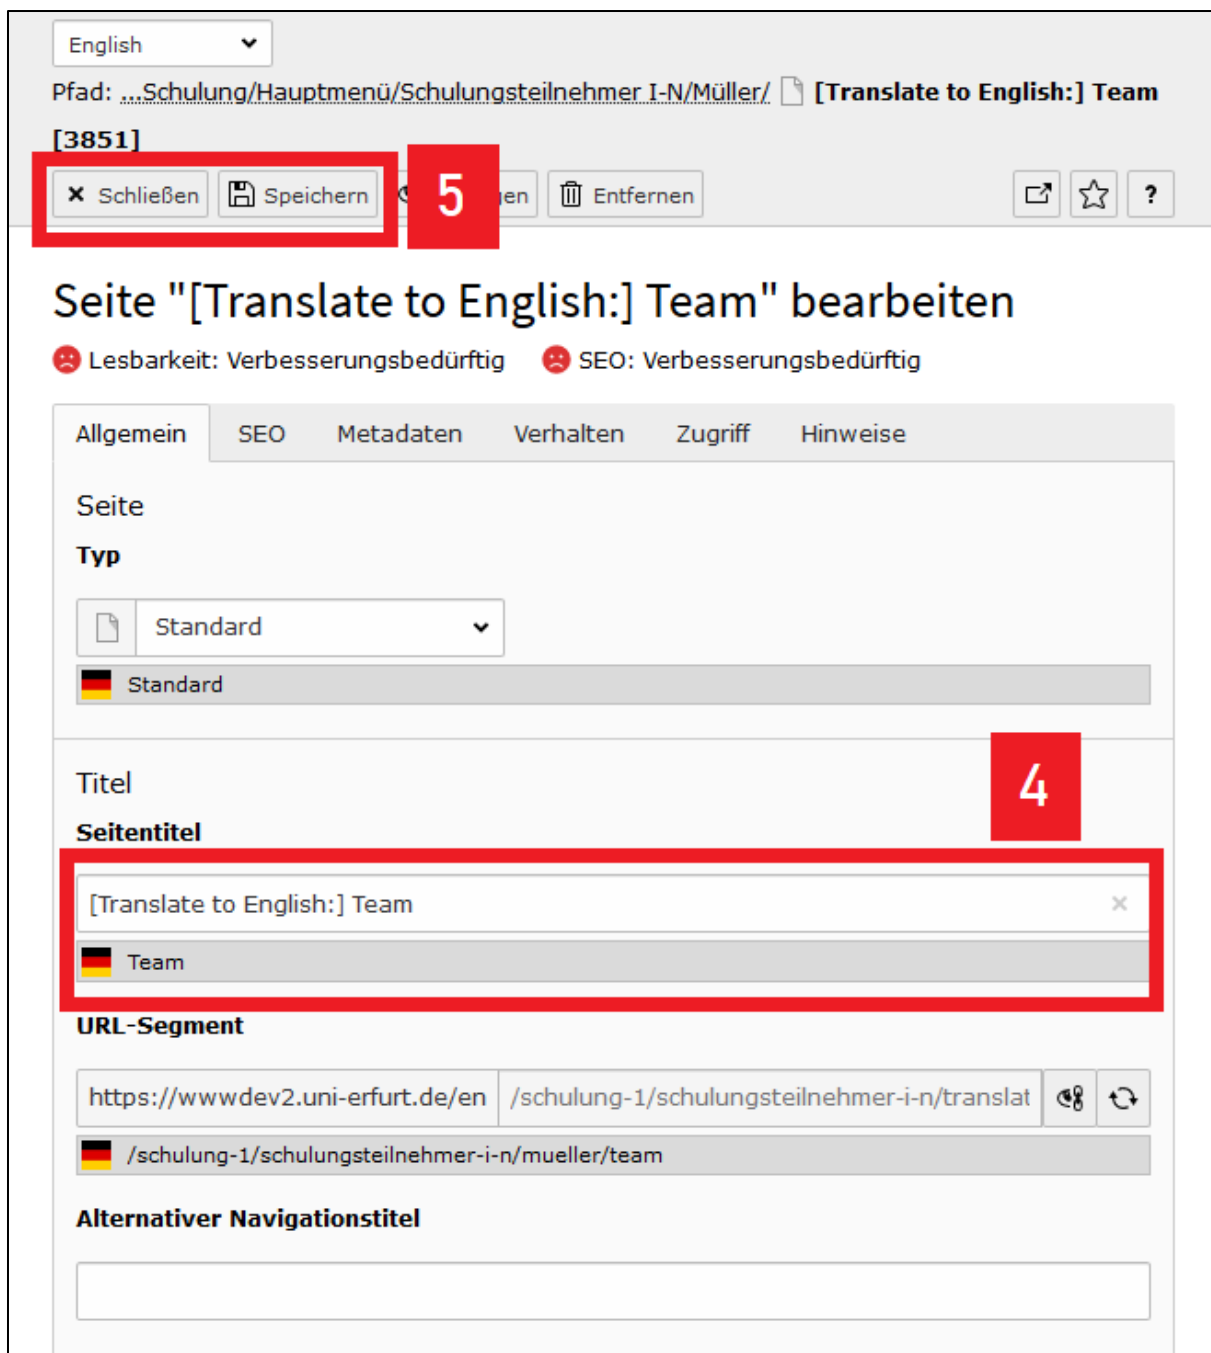 English
Pfad: ...Schulung/Hauptmenü/Schulungsteilnehmer I-N/Müller/ [Translate to English:] Team
[3851]
Schließen Speichern 5 Entfernen ?
Seite "[Translate to English:] Team" bearbeiten
Lesbarkeit: Verbesserungsbedürftig SEO: Verbesserungsbedürftig
Allgemein SEO Metadaten Verhalten Zugriff Hinweise
Seite
Typ
Standard
Standard
Titel
4
Seitentitel
[Translate to English:] Team
Team
URL-Segment
https://wwwdev2.uni-erfurt.de/en /schulung-1/schulungsteilnehmer-i-n/translat
/schulung-1/schulungsteilnehmer-i-n/mueller/team
Alternativer Navigationstitel